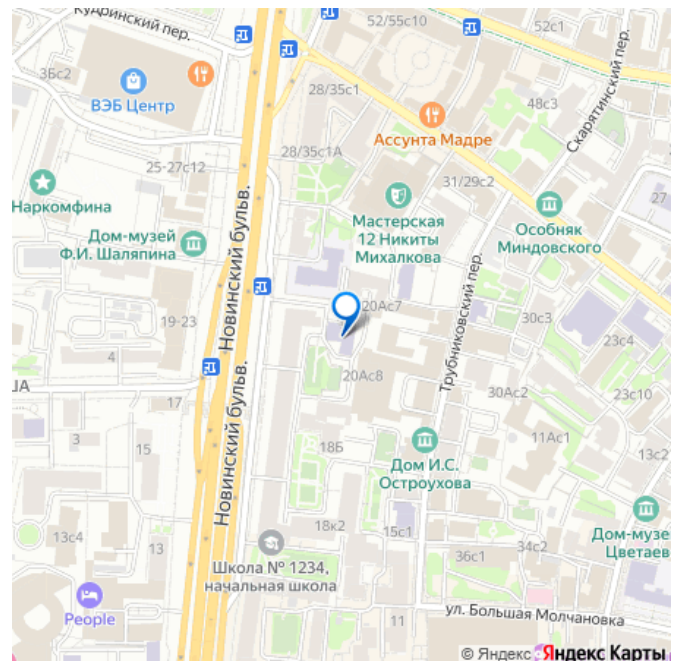 Кудринский пер.
52/55с10
52с1
36с2
ВЭБ Центр
28/35с1
48с3
Скарятинский пер.
Ассунта Мадре
28/35с1А
25-27с12
31/29с2
27
Наркомфина
Новинский бульв.
Мастерская
12 Никиты
Михалкова
Особняк
Миндовского
Дом-музей
Ф.И. Шаляпина
Трубниковский пер.
20Ас7
19-23
30с3
23с4
4
20Ас8
ША
17
30Ас2
23с10
3
15
18Б
11Ас1
Новинский бульв.
Дом И.С.
Остроухова
13с2
18к2
15с1
Дом-музе
Цветаев
13с4
13
Школа № 1234,
начальная школа
36с1
34с2
People
11
ул. Большая Молчановка
© Яндекс
Яндекс Карты